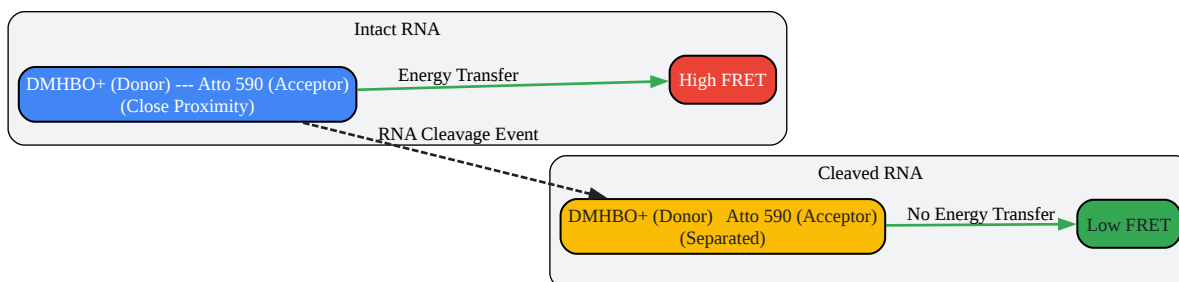 Intact RNA
DMHBO+ (Donor) --- Atto 590 (Acceptor)
(Close Proximity)
Energy Transfer
High FRET
RNA Cleavage Event
Cleaved RNA
DMHBO+ (Donor)   Atto 590 (Acceptor)
(Separated)
No Energy Transfer
Low FRET